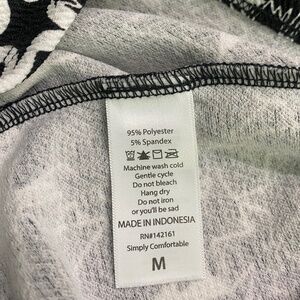 95% Polyester
5% Spandex
Machine wash cold
Gentle cycle
Do not bleach
Hang dry
Do not iron
or you'll be sad
MADE IN INDONESIA
RN#142161
Simply Comfortable
M